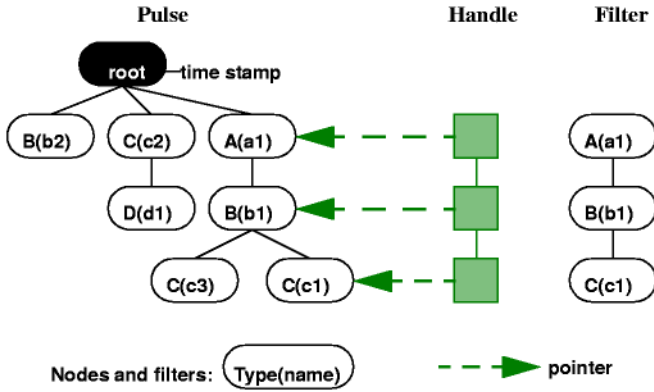 Pulse Handle Filter
root time stamp
B(b2) C(c2) A(a1) A(a1)
D(d1) B(b1) B(b1)
C(c3) C(c1) C(c1)
Nodes and filters: Type(name) pointer